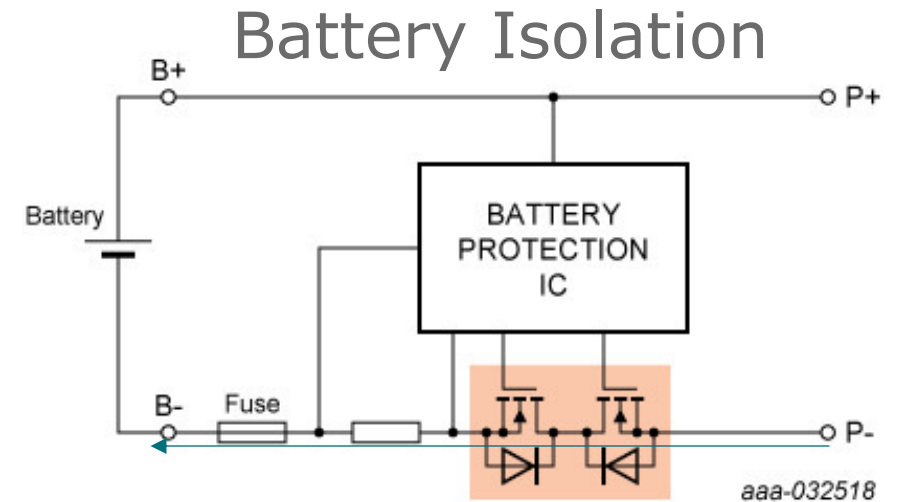 Battery Isolation
B+
P+
Battery
BATTERY
PROTECTION
IC
B-
Fuse
P-
aaa-032518